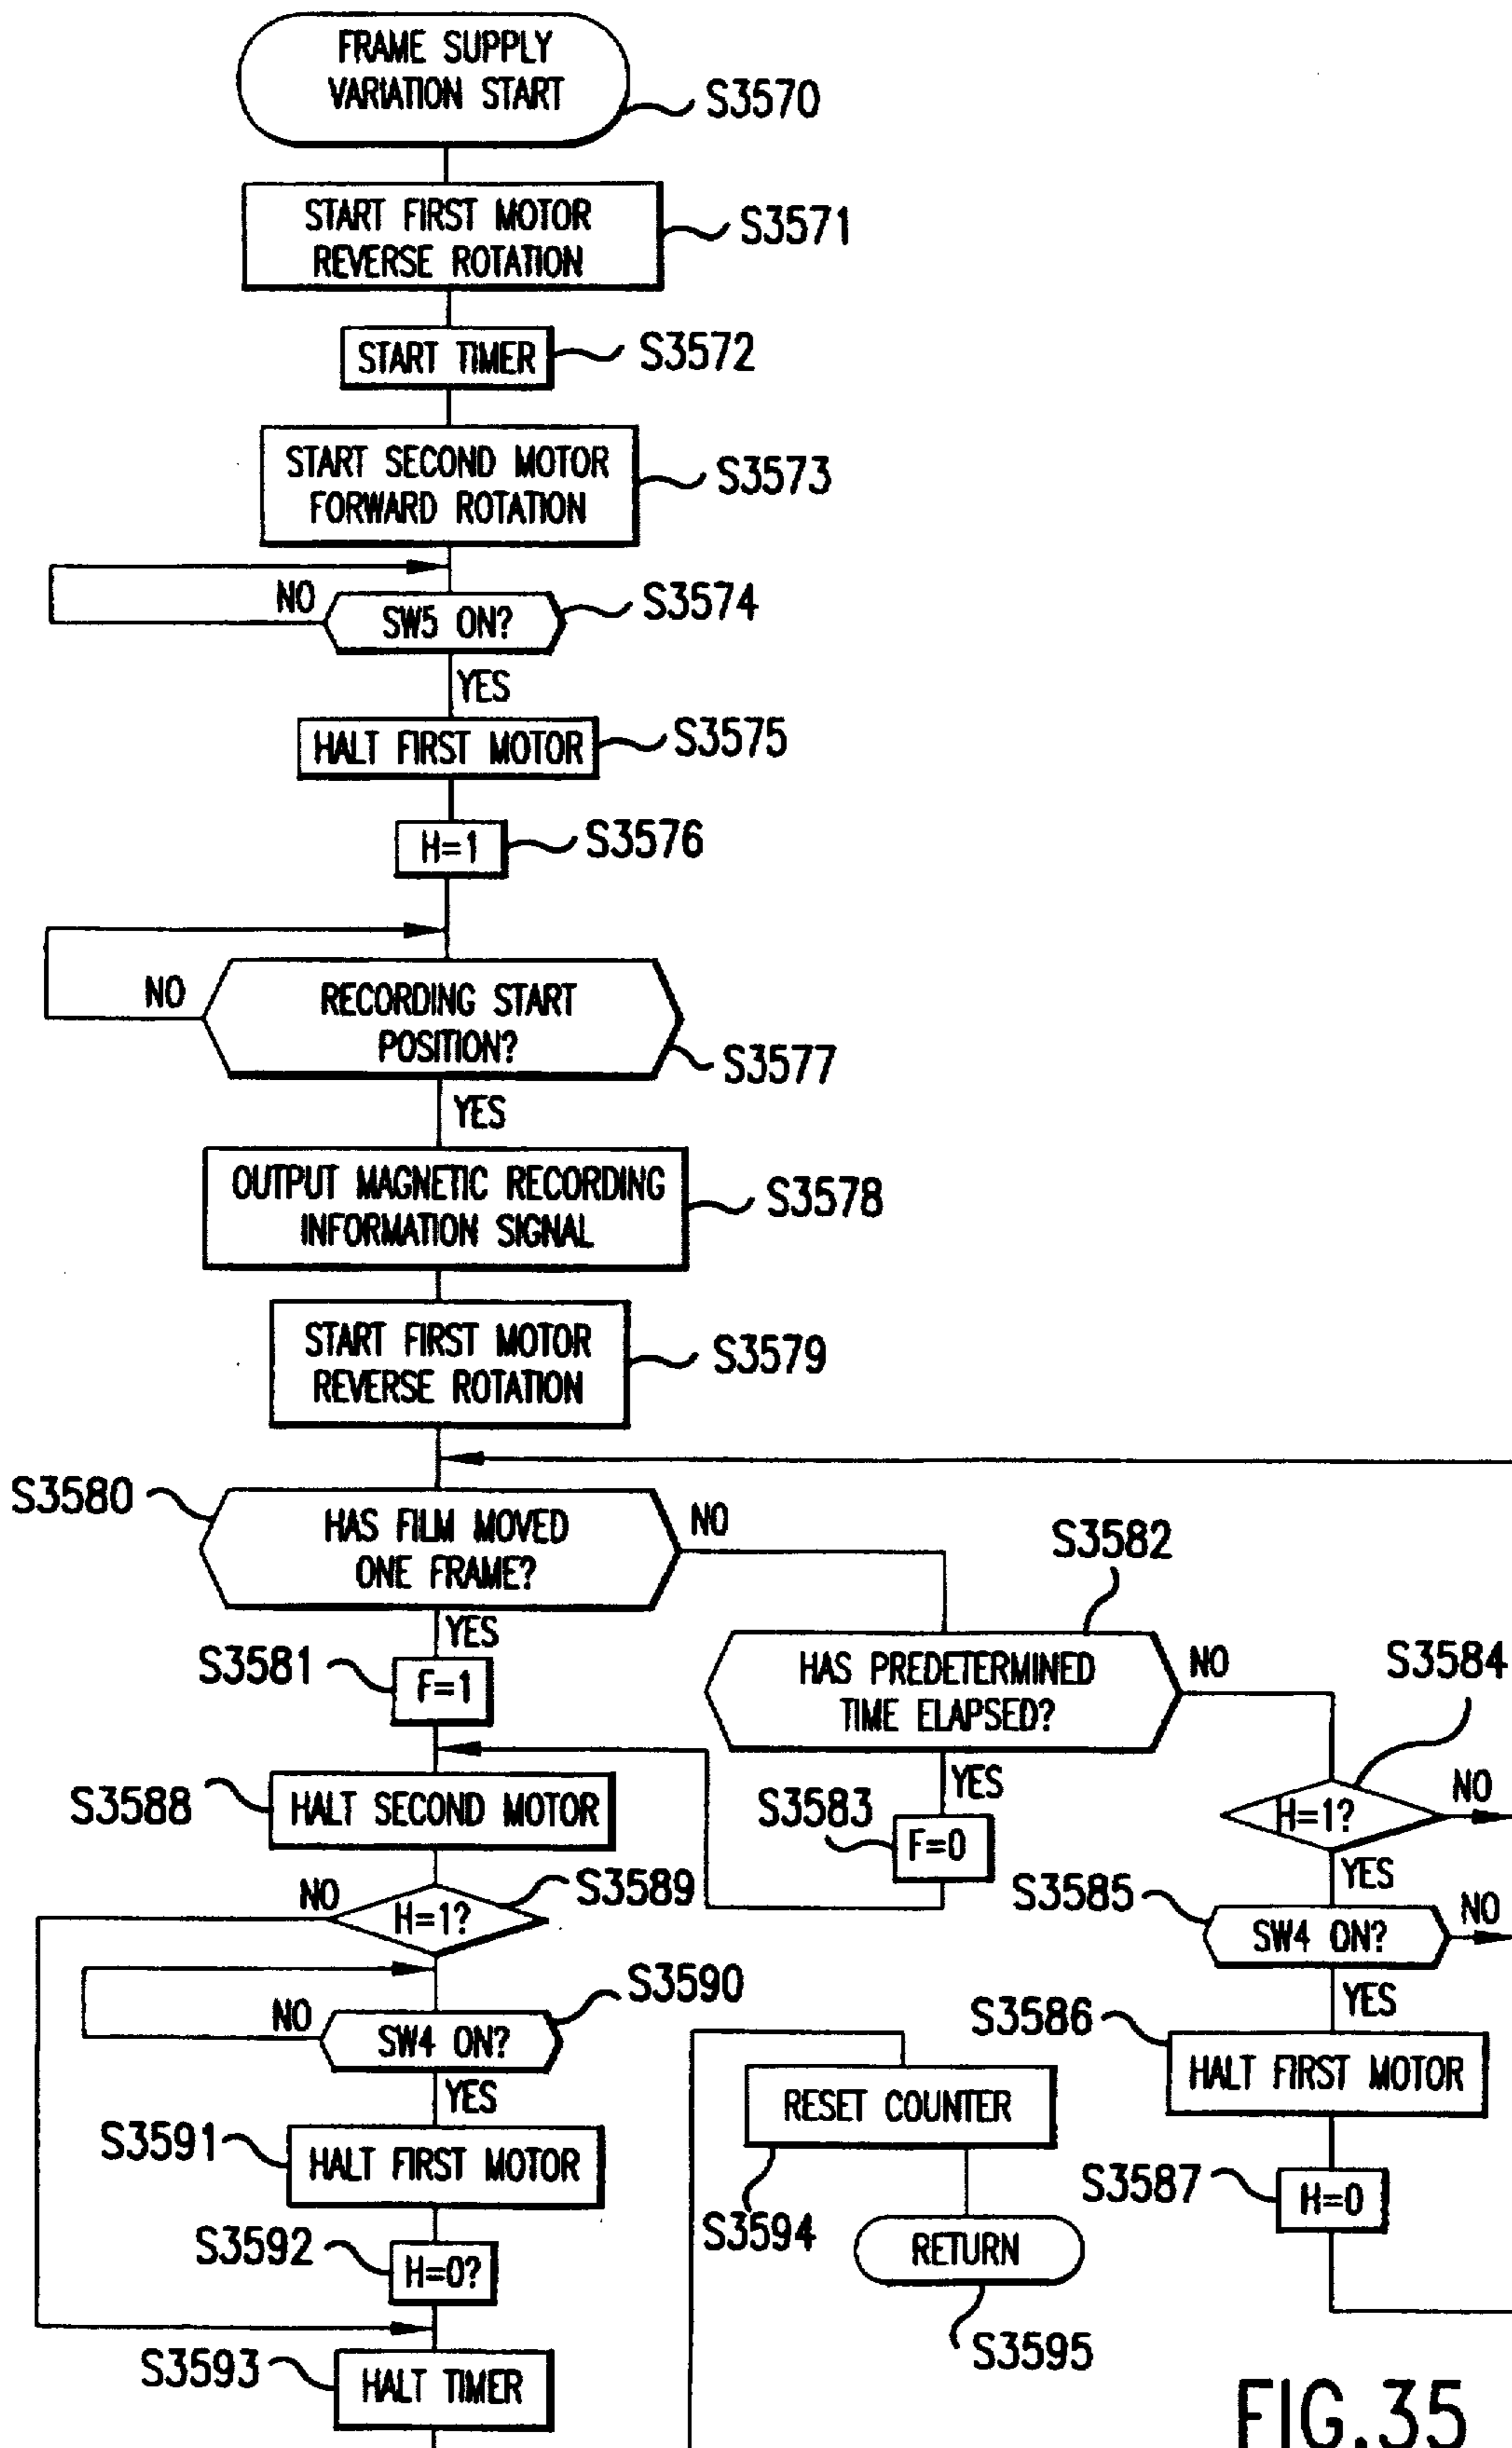 FRAME SUPPLY
VARIATION START
S3570
START FIRST MOTOR
REVERSE ROTATION
S3571
START TIMER
S3572
START SECOND MOTOR
FORWARD ROTATION
S3573
NO
SW5 ON?
S3574
YES
HALT FIRST MOTOR
S3575
H=1
S3576
NO
RECORDING START
POSITION?
S3577
YES
OUTPUT MAGNETIC RECORDING
INFORMATION SIGNAL
S3578
START FIRST MOTOR
REVERSE ROTATION
S3579
S3580
HAS FILM MOVED
ONE FRAME?
NO
YES
S3581
F=1
S3582
HAS PREDETERMINED
TIME ELAPSED?
NO
YES
S3583
F=0
S3584
H=1?
NO
YES
S3585
SW4 ON?
NO
YES
S3586
HALT FIRST MOTOR
S3587
H=0
S3588
HALT SECOND MOTOR
NO
H=1?
S3589
NO
SW4 ON?
S3590
YES
S3591
HALT FIRST MOTOR
S3592
H=0?
S3593
HALT TIMER
RESET COUNTER
S3594
RETURN
S3595
FIG.35